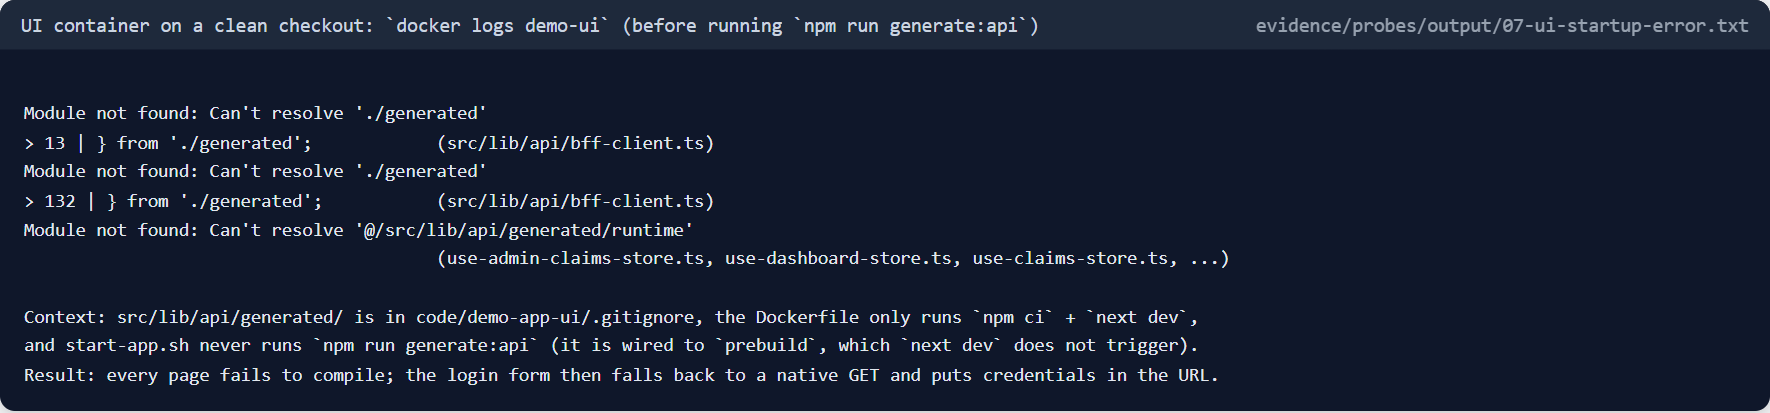 UI container on a clean checkout: `docker logs demo-ui` (before running `npm run generate:api`)
evidence/probes/output/07-ui-startup-error.txt
Module not found: Can't resolve './generated'
> 13 | } from './generated';            (src/lib/api/bff-client.ts)
Module not found: Can't resolve './generated'
> 132 | } from './generated';           (src/lib/api/bff-client.ts)
Module not found: Can't resolve '@/src/lib/api/generated/runtime'
                                        (use-admin-claims-store.ts, use-dashboard-store.ts, use-claims-store.ts, ...)
Context: src/lib/api/generated/ is in code/demo-app-ui/.gitignore, the Dockerfile only runs `npm ci` + `next dev`,
and start-app.sh never runs `npm run generate:api` (it is wired to `prebuild`, which `next dev` does not trigger).
Result: every page fails to compile; the login form then falls back to a native GET and puts credentials in the URL.